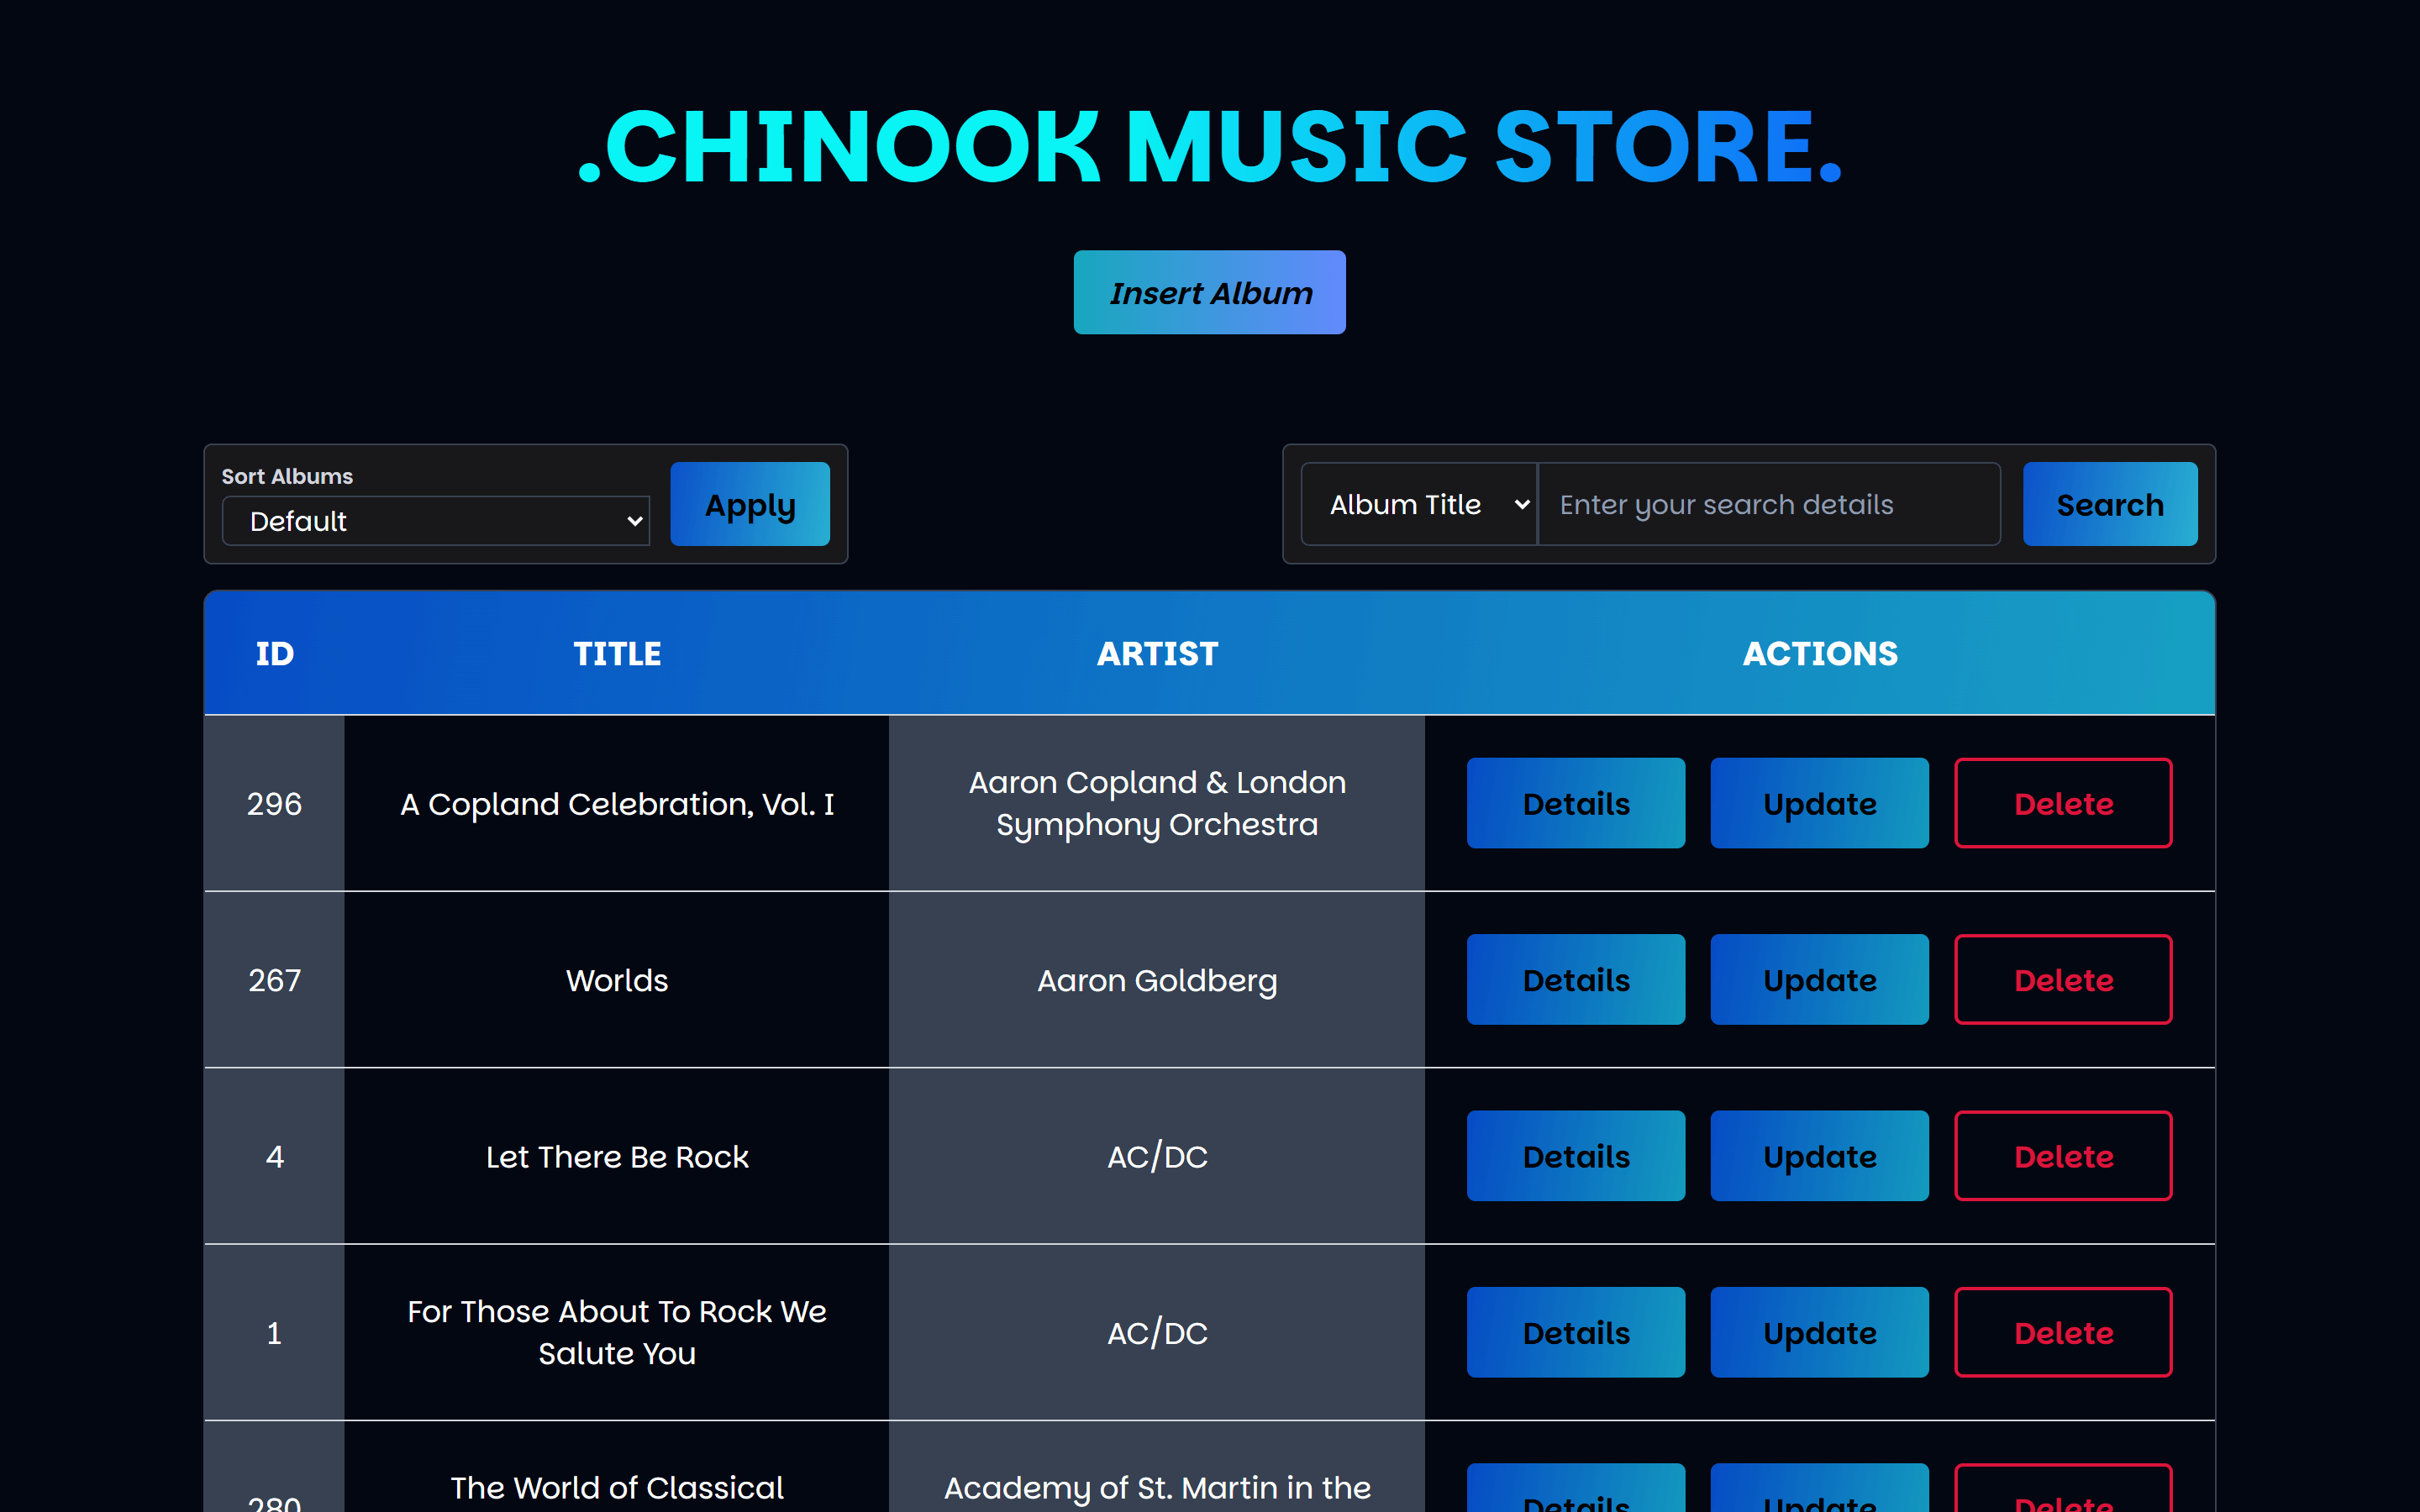 .CHINOOK MUSIC STORE.
Insert Album
Sort Albums
Default
Apply
Album Title
Enter your search details
Search
ID TITLE ARTIST ACTIONS
296 A Copland Celebration, Vol. I Aaron Copland & London
Symphony Orchestra Details Update Delete
267 Worlds Aaron Goldberg Details Update Delete
4 Let There Be Rock AC/DC Details Update Delete
1 For Those About To Rock We
Salute You AC/DC Details Update Delete
280 The World of Classical Academy of St. Martin in the Details Update Delete